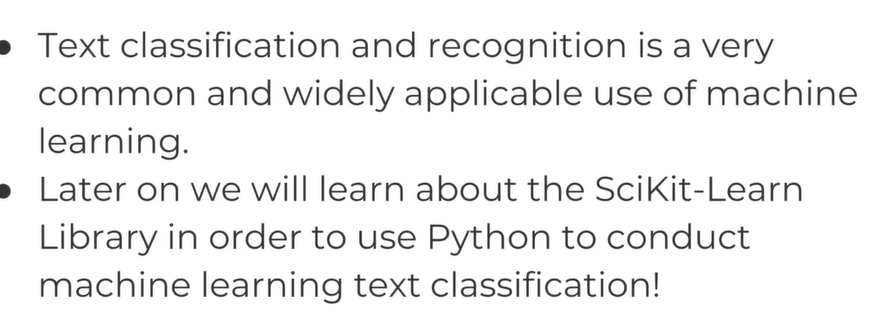 • Text classification and recognition is a very
common and widely applicable use of machine
learning.
• Later on we will learn about the SciKit-Learn
Library in order to use Python to conduct
machine learning text classification!